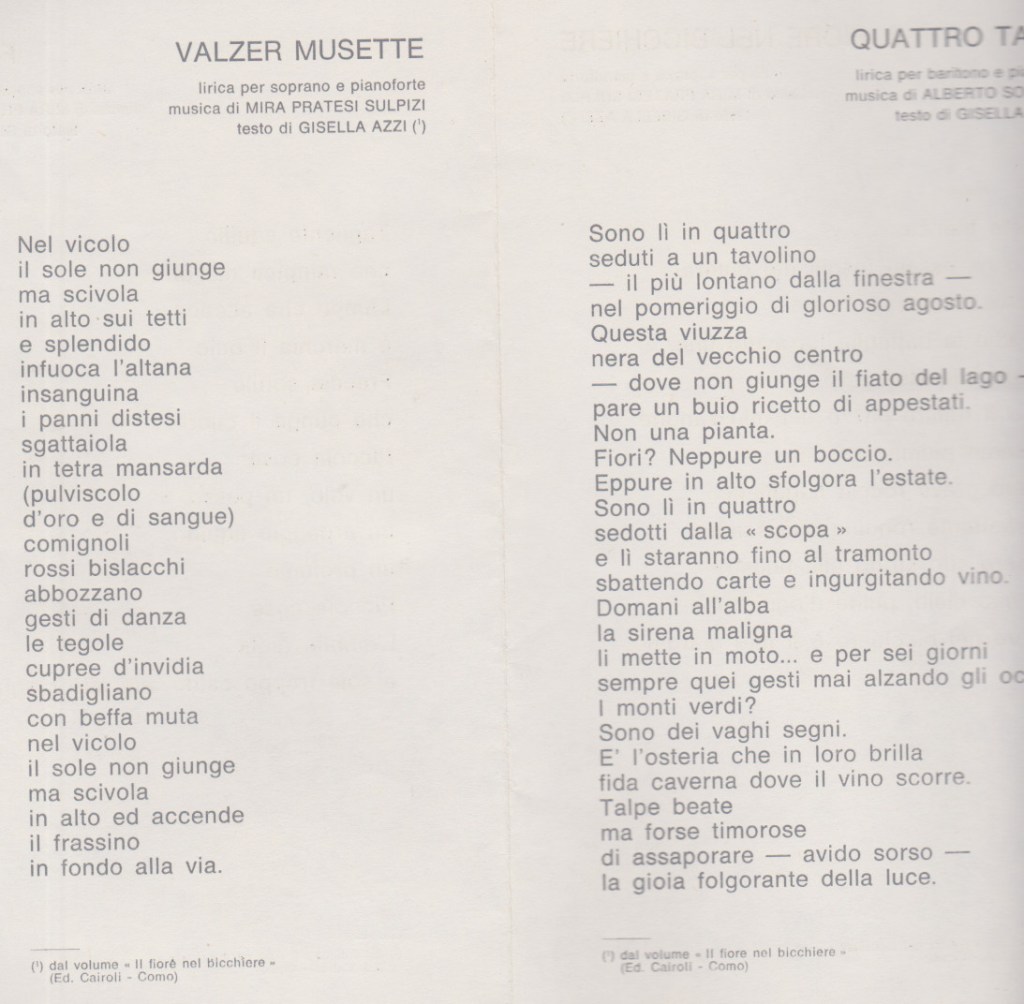 VALZER MUSETTE
lirica per soprano e pianoforte
musica di MIRA PRATESI SULPIZI
testo di GISELLA AZZI (¹)
Nel vicolo
il sole non giunge
ma scivola
in alto sui tetti
e splendido
infuoca l'altana
insanguina
i panni distesi
sgattaiola
in tetra mansarda
(pulviscolo
d'oro e di sangue)
comignoli
rossi bislacchi
abbozzano
gesti di danza
le tegole
cupree d'invidia
sbadigliano
con beffa muta
nel vicolo
il sole non giunge
ma scivola
in alto ed accende
il frassino
in fondo alla via.
(¹) dal volume « Il fiore nel bicchiere »
(Ed. Cairoli - Como)
QUATTRO
lirica per baritono e
musica di ALBERTO
testo di GISELLA
Sono lì in quattro
seduti a un tavolino
— il più lontano dalla finestra —
nel pomeriggio di glorioso agosto.
Questa viuzza
nera del vecchio centro
— dove non giunge il fiato del lago -
pare un buio ricetto di appestati.
Non una pianta.
Fiori? Neppure un boccio.
Eppure in alto sfolgora l'estate.
Sono lì in quattro
sedotti dalla « scopa »
e lì staranno fino al tramonto
sbattendo carte e ingurgitando vino.
Domani all'alba
la sirena maligna
li mette in moto... e per sei giorni
sempre quei gesti mai alzando gli
I monti verdi?
Sono dei vaghi segni.
E' l'osteria che in loro brilla
fida caverna dove il vino scorre.
Talpe beate
ma forse timorose
di assaporare — avido sorso —
la gioia folgorante della luce.
(¹) dal volume « Il fiore nel bicchiere »
(Ed. Cairoli - Como)